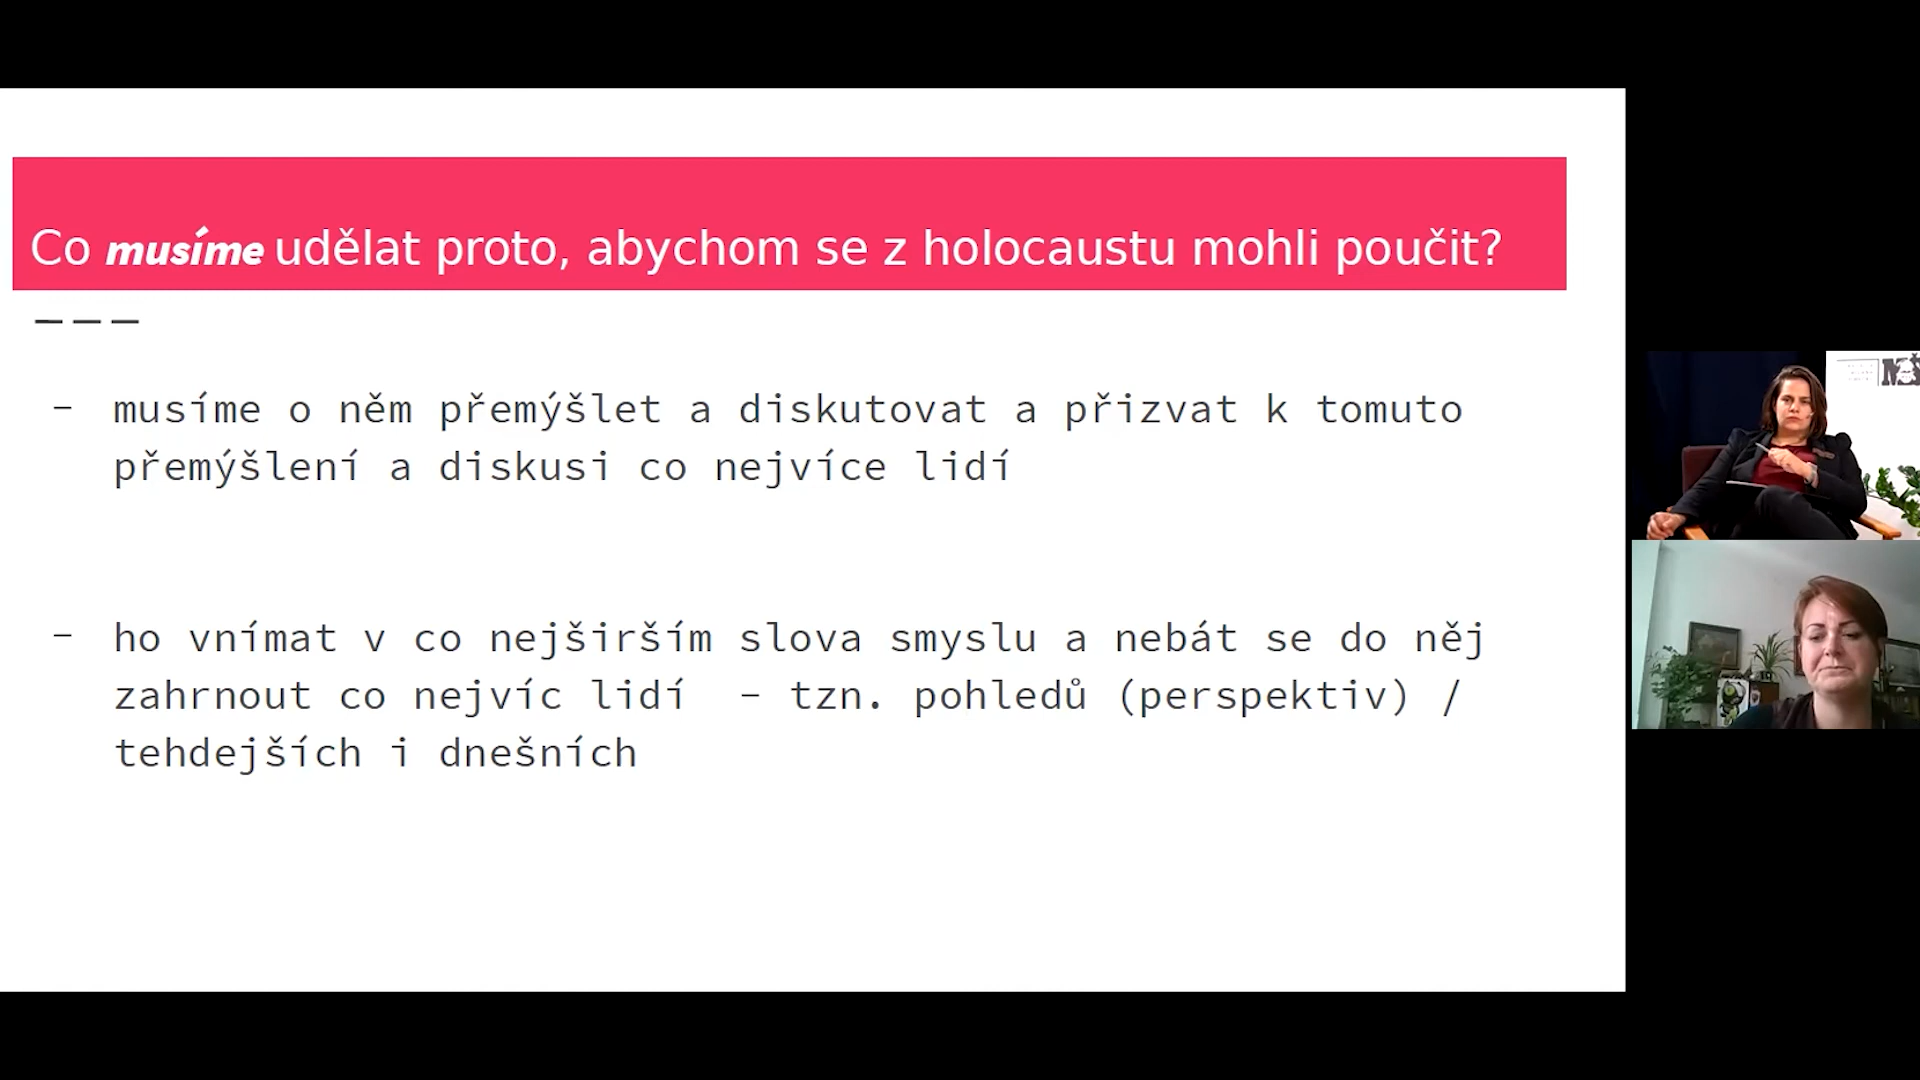 Co musíme udělat proto, abychom se z holocaustu mohli poučit?
- musíme o něm přemýšlet a diskutovat a přizvat k tomuto
přemýšlení a diskusi co nejvíce lidí
- ho vnímat v co nejširším slova smyslu a nebát se do něj
zahrnout co nejvíc lidí - tzn. pohledů (perspektiv) /
tehdejších i dnešních